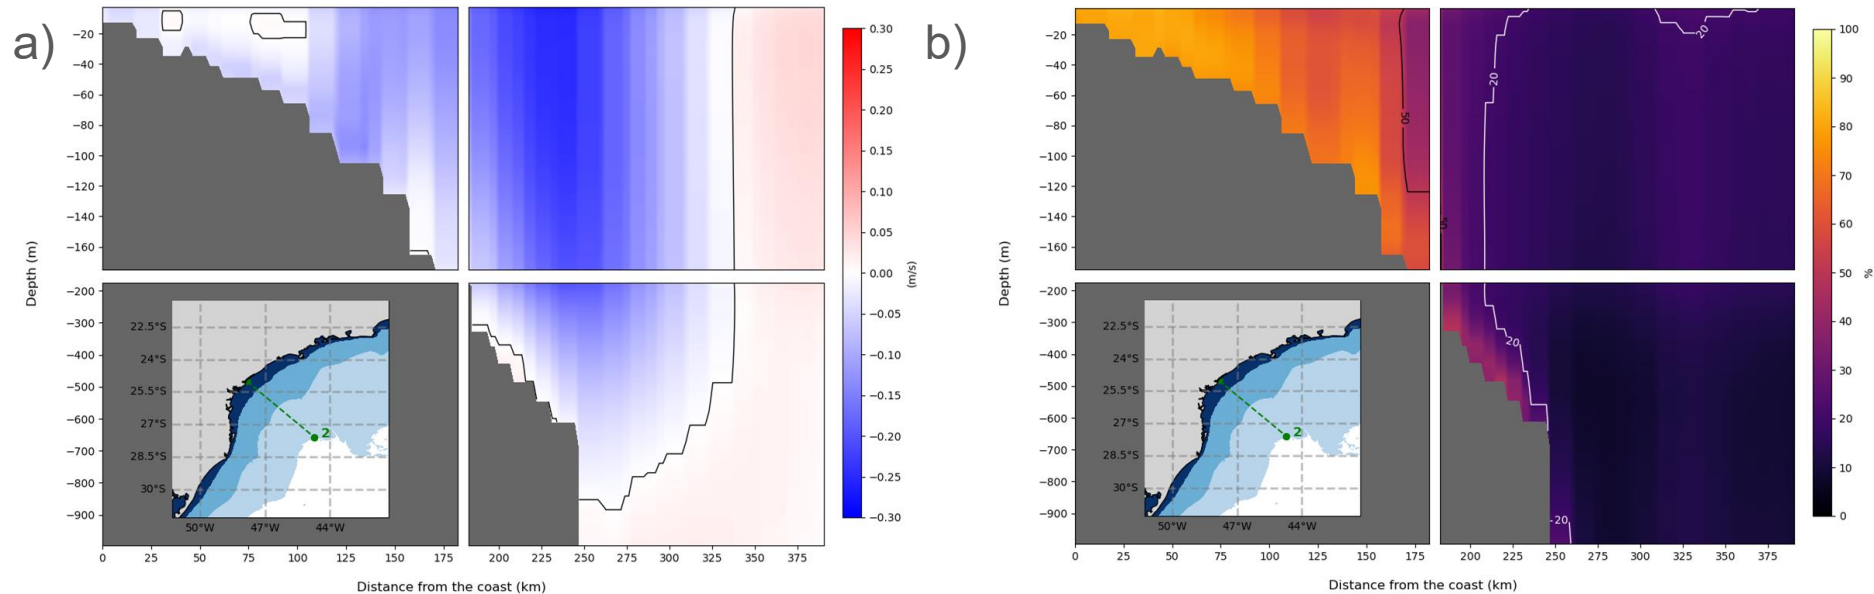 a)
−20
−40
−60
−80
−100
−120
−140
−160
−200
−300
−400
−500
−600
−700
−800
−900
Depth (m)
22.5°S
24°S
25.5°S
27°S
28.5°S
30°S
50°W 47°W 44°W
2
0 25 50 75 100 125 150 175 200 225 250 275 300 325 350 375
Distance from the coast (km)
0.30
0.25
0.20
0.15
0.10
0.05
0.00
−0.05
−0.10
−0.15
−0.20
−0.25
−0.30
(m/s)
b)
−20
−40
−60
−80
−100
−120
−140
−160
−200
−300
−400
−500
−600
−700
−800
−900
Depth (m)
50
20
20
50
20
20
22.5°S
24°S
25.5°S
27°S
28.5°S
30°S
50°W 47°W 44°W
2
0 25 50 75 100 125 150 175 200 225 250 275 300 325 350 375
Distance from the coast (km)
100
90
80
70
60
50
40
30
20
10
0
%